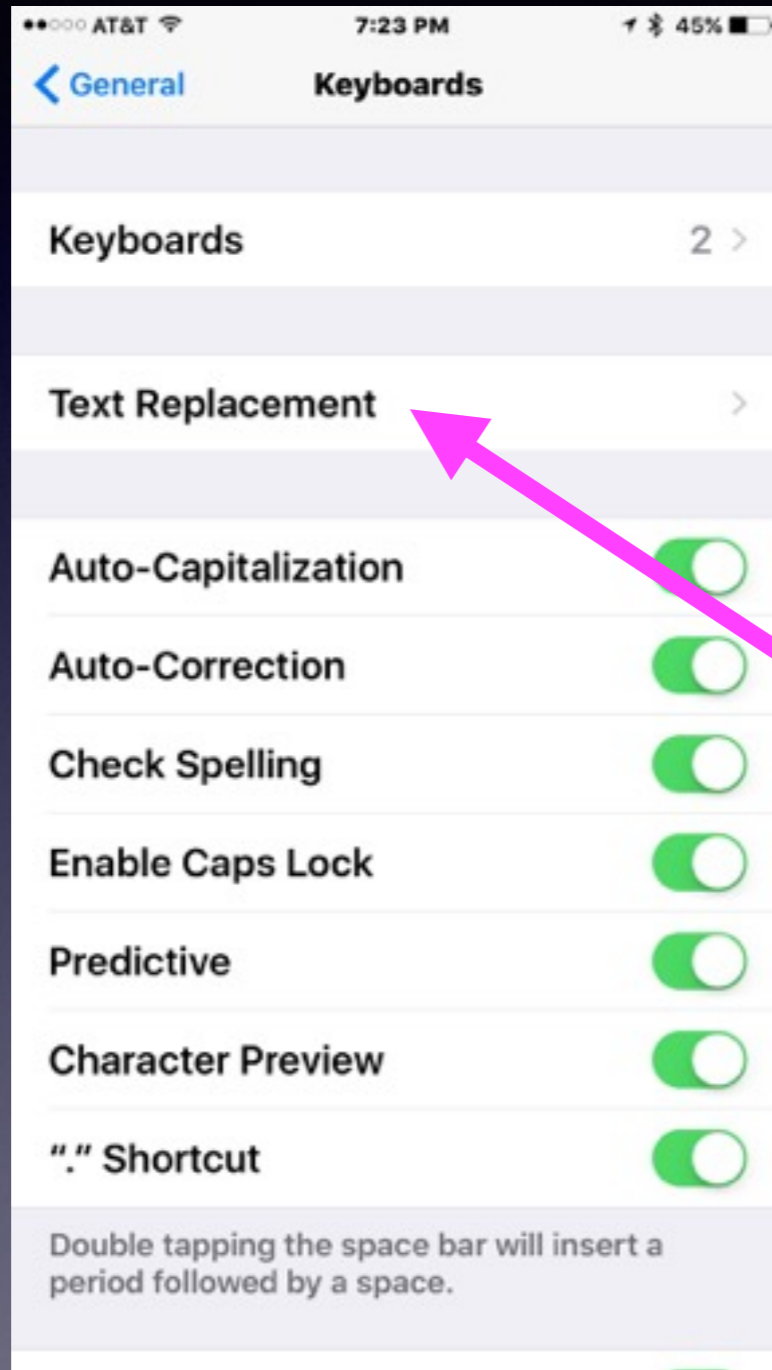 AT&T 7:23 PM 45%
General Keyboards
Keyboards 2
Text Replacement
Auto-Capitalization
Auto-Correction
Check Spelling
Enable Caps Lock
Predictive
Character Preview
"." Shortcut
Double tapping the space bar will insert a
period followed by a space.